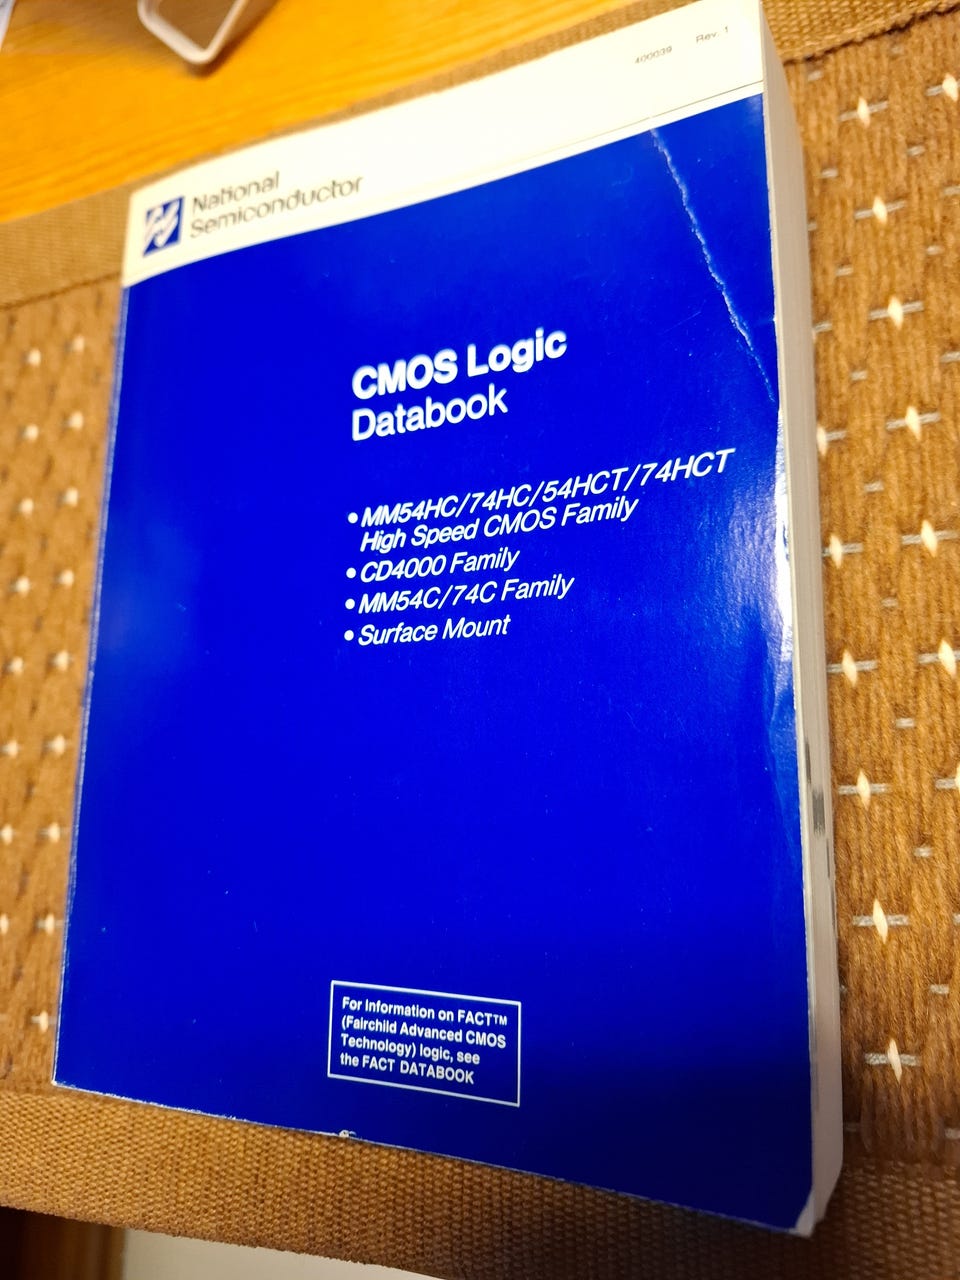 400039 Rev. 1
National
Semiconductor
CMOS Logic
Databook
• MM54HC/74HC/54HCT/74HCT
High Speed CMOS Family
• CD4000 Family
• MM54C/74C Family
• Surface Mount
For Information on FACT™
(Fairchild Advanced CMOS
Technology) logic, see
the FACT DATABOOK